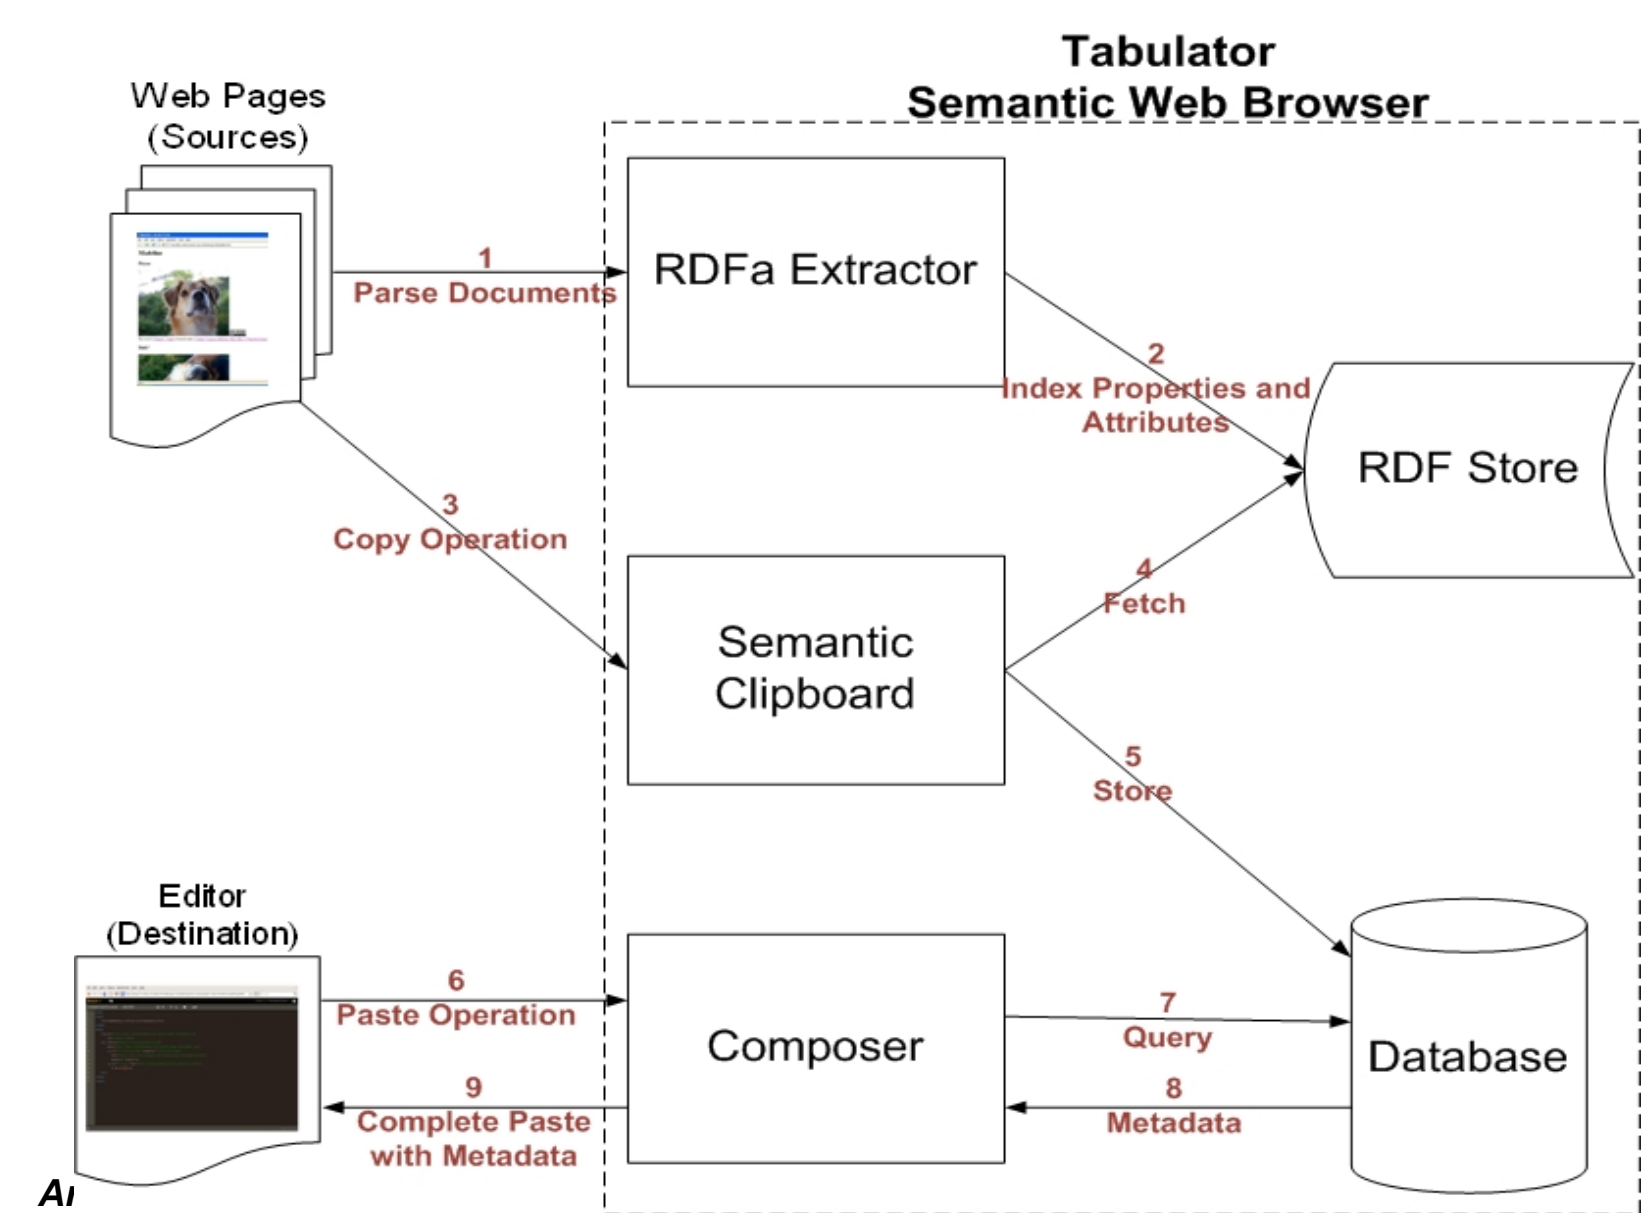 Tabulator
Semantic Web Browser
Web Pages
(Sources)
1
Parse Documents
RDFa Extractor
2
Index Properties and
Attributes
RDF Store
3
Copy Operation
Semantic
Clipboard
4
Fetch
5
Store
Editor
(Destination)
6
Paste Operation
Composer
7
Query
Database
8
Metadata
9
Complete Paste
with Metadata